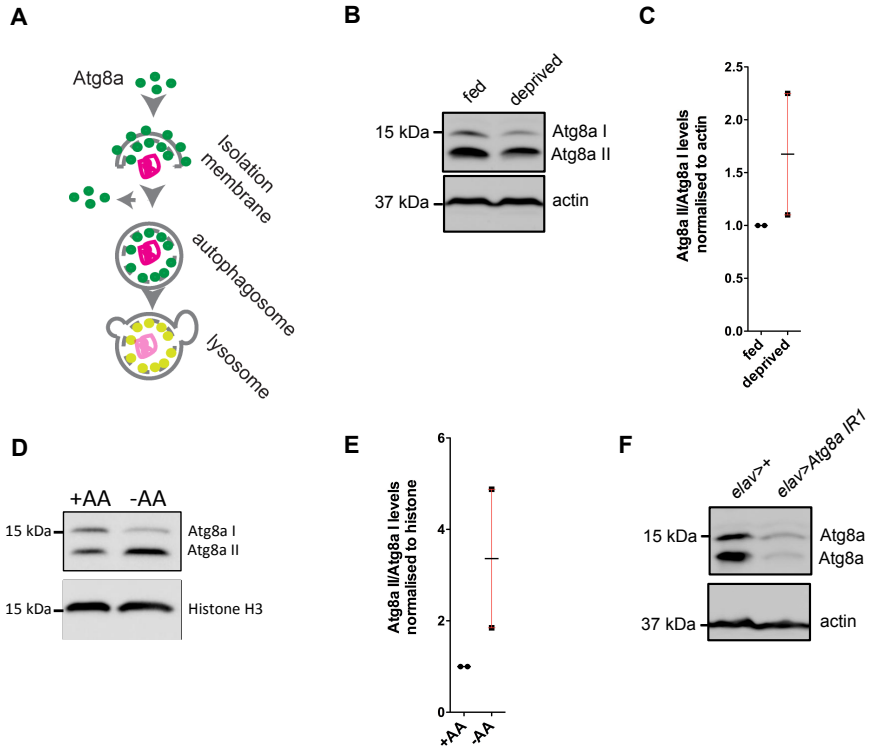 A
Atg8a
Isolation
membrane
autophagosome
lysosome
B
fed
deprived
15 kDa
Atg8a I
Atg8a II
37 kDa
actin
C
Atg8a II/Atg8a I levels
normalised to actin
2.5
2.0
1.5
1.0
0.5
0.0
fed
deprived
D
+AA
-AA
15 kDa
Atg8a I
Atg8a II
15 kDa
Histone H3
E
Atg8a II/Atg8a I levels
normalised to histone
6
4
2
0
+AA
-AA
F
elav>+
elav>Atg8a IR1
15 kDa
Atg8a
Atg8a
37 kDa
actin